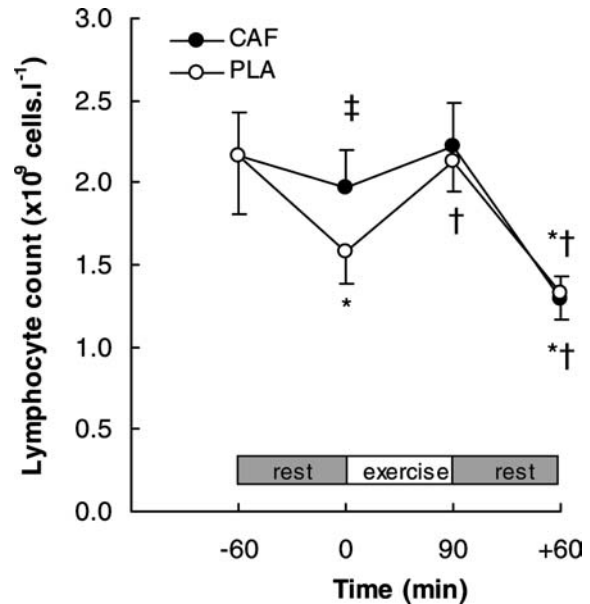 Lymphocyte count (x10⁹ cells.l⁻¹)
3.0
2.5
2.0
1.5
1.0
0.5
0.0
CAF
PLA
‡
*
†
*†
*†
rest
exercise
rest
-60
0
90
+60
Time (min)